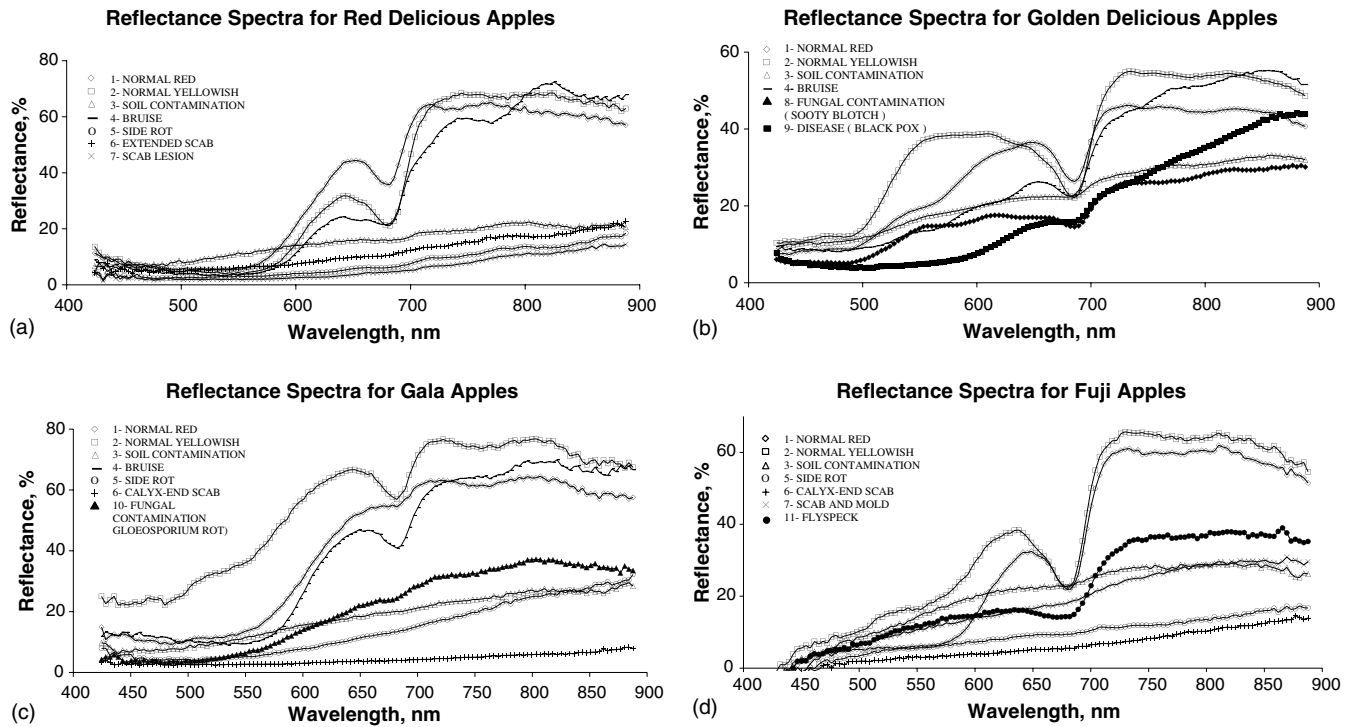 (a)
Reflectance Spectra for Red Delicious Apples
Reflectance,%
80
60
40
20
0
1- NORMAL RED
2- NORMAL YELLOWISH
3- SOIL CONTAMINATION
4- BRUISE
5- SIDE ROT
6- EXTENDED SCAB
7- SCAB LESION
400 500 600 700 800 900
Wavelength, nm
(b)
Reflectance Spectra for Golden Delicious Apples
Reflectance,%
60
40
20
0
1- NORMAL RED
2- NORMAL YELLOWISH
3- SOIL CONTAMINATION
4- BRUISE
8- FUNGAL CONTAMINATION
( SOOTY BLOTCH )
9- DISEASE ( BLACK POX )
400 500 600 700 800 900
Wavelength, nm
(c)
Reflectance Spectra for Gala Apples
Reflectance, %
80
60
40
20
0
1- NORMAL RED
2- NORMAL YELLOWISH
3- SOIL CONTAMINATION
4- BRUISE
5- SIDE ROT
6- CALYX-END SCAB
10- FUNGAL
CONTAMINATION
GLOEOSPORIUM ROT)
400 450 500 550 600 650 700 750 800 850 900
Wavelength, nm
(d)
Reflectance Spectra for Fuji Apples
Reflectance, %
60
40
20
0
1- NORMAL RED
2- NORMAL YELLOWISH
3- SOIL CONTAMINATION
5- SIDE ROT
6- CALYX-END SCAB
7- SCAB AND MOLD
11- FLYSPECK
400 450 500 550 600 650 700 750 800 850 900
Wavelength, nm